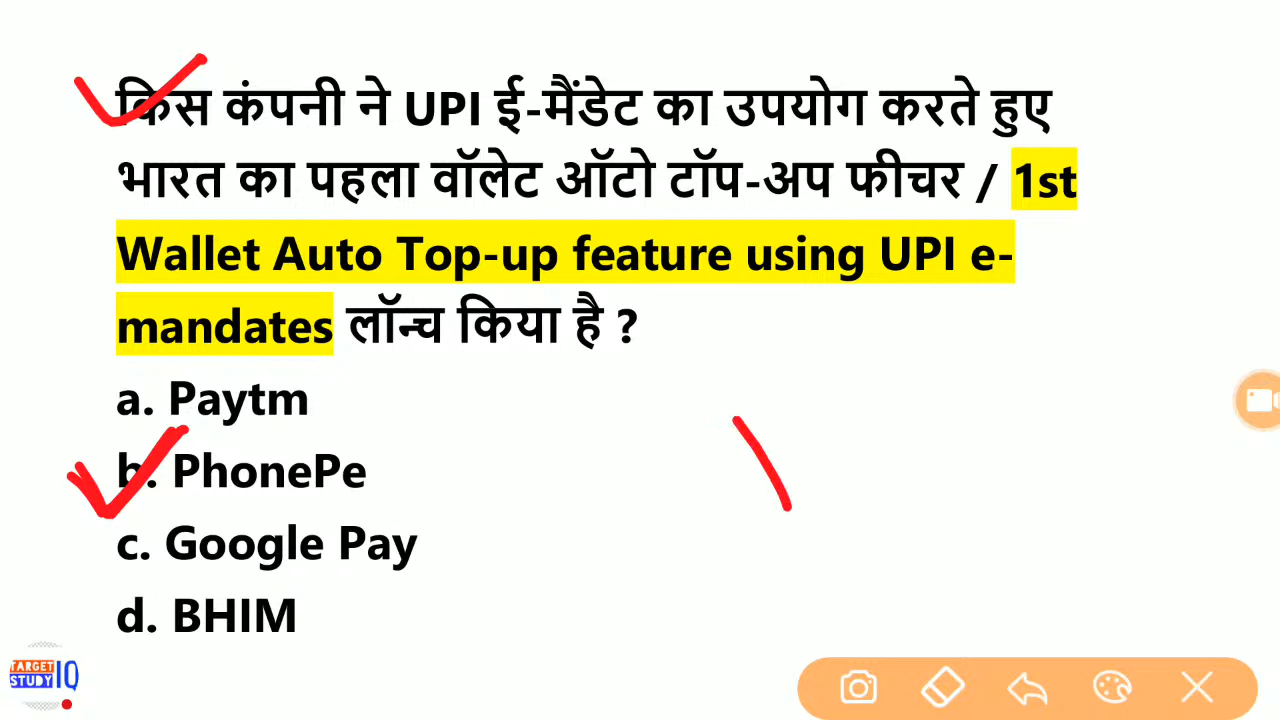 किस कंपनी ने UPI ई-मैंडेट का उपयोग करते हुए
भारत का पहला वॉलेट ऑटो टॉप-अप फीचर / 1st
Wallet Auto Top-up feature using UPI e-
mandates लॉन्च किया है ?
a. Paytm
b. PhonePe
c. Google Pay
d. BHIM
TARGET
STUDY IQ